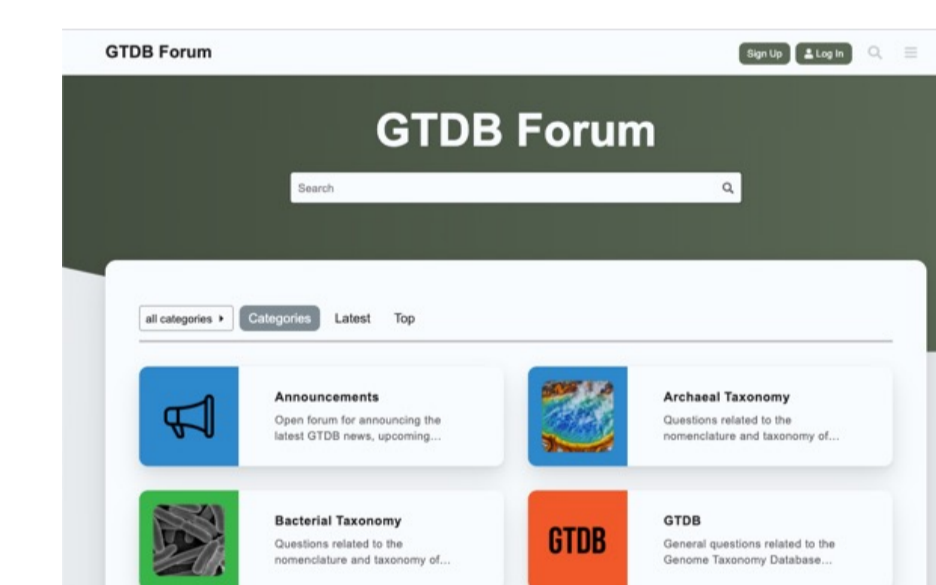 GTDB Forum
Sign Up
Log In
GTDB Forum
Search
all categories
Categories
Latest
Top
Announcements
Open forum for announcing the
latest GTDB news, upcoming...
Archaeal Taxonomy
Questions related to the
nomenclature and taxonomy of...
Bacterial Taxonomy
Questions related to the
nomenclature and taxonomy of...
GTDB
GTDB
General questions related to the
Genome Taxonomy Database...